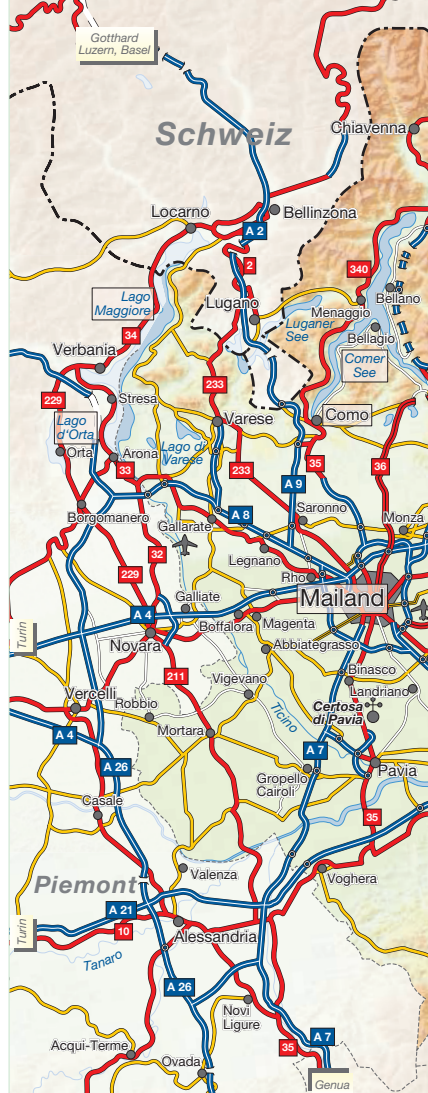 Gotthard
Luzern, Basel
Schweiz
Chiavenna
Locarno
Bellinzona
A 2
2
340
Lago
Maggiore
Lugano
Bellano
Menaggio
Luganer
See
34
Bellagio
Verbania
Comer
See
233
229
Stresa
Lago
d'Orta
Varese
Como
Orta
Arona
Lago di
Varese
33
233
35
36
A 9
Saronno
Borgomanero
Gallarate
A 8
Monza
32
Legnano
229
Rho
Galliate
Mailand
A 4
Boffalora
Magenta
Turin
Novara
Abbiategrasso
211
Binasco
Vigevano
Landriano
Vercelli
Robbio
Certosa
di Pavia
Ticino
A 4
Mortara
A 7
A 26
Gropello
Cairoli
Pavia
Casale
35
Valenza
Voghera
Piemont
A 21
Turin
10
Alessandria
Tanaro
A 26
Novi
Ligure
A 7
Acqui-Terme
35
Ovada
Genua